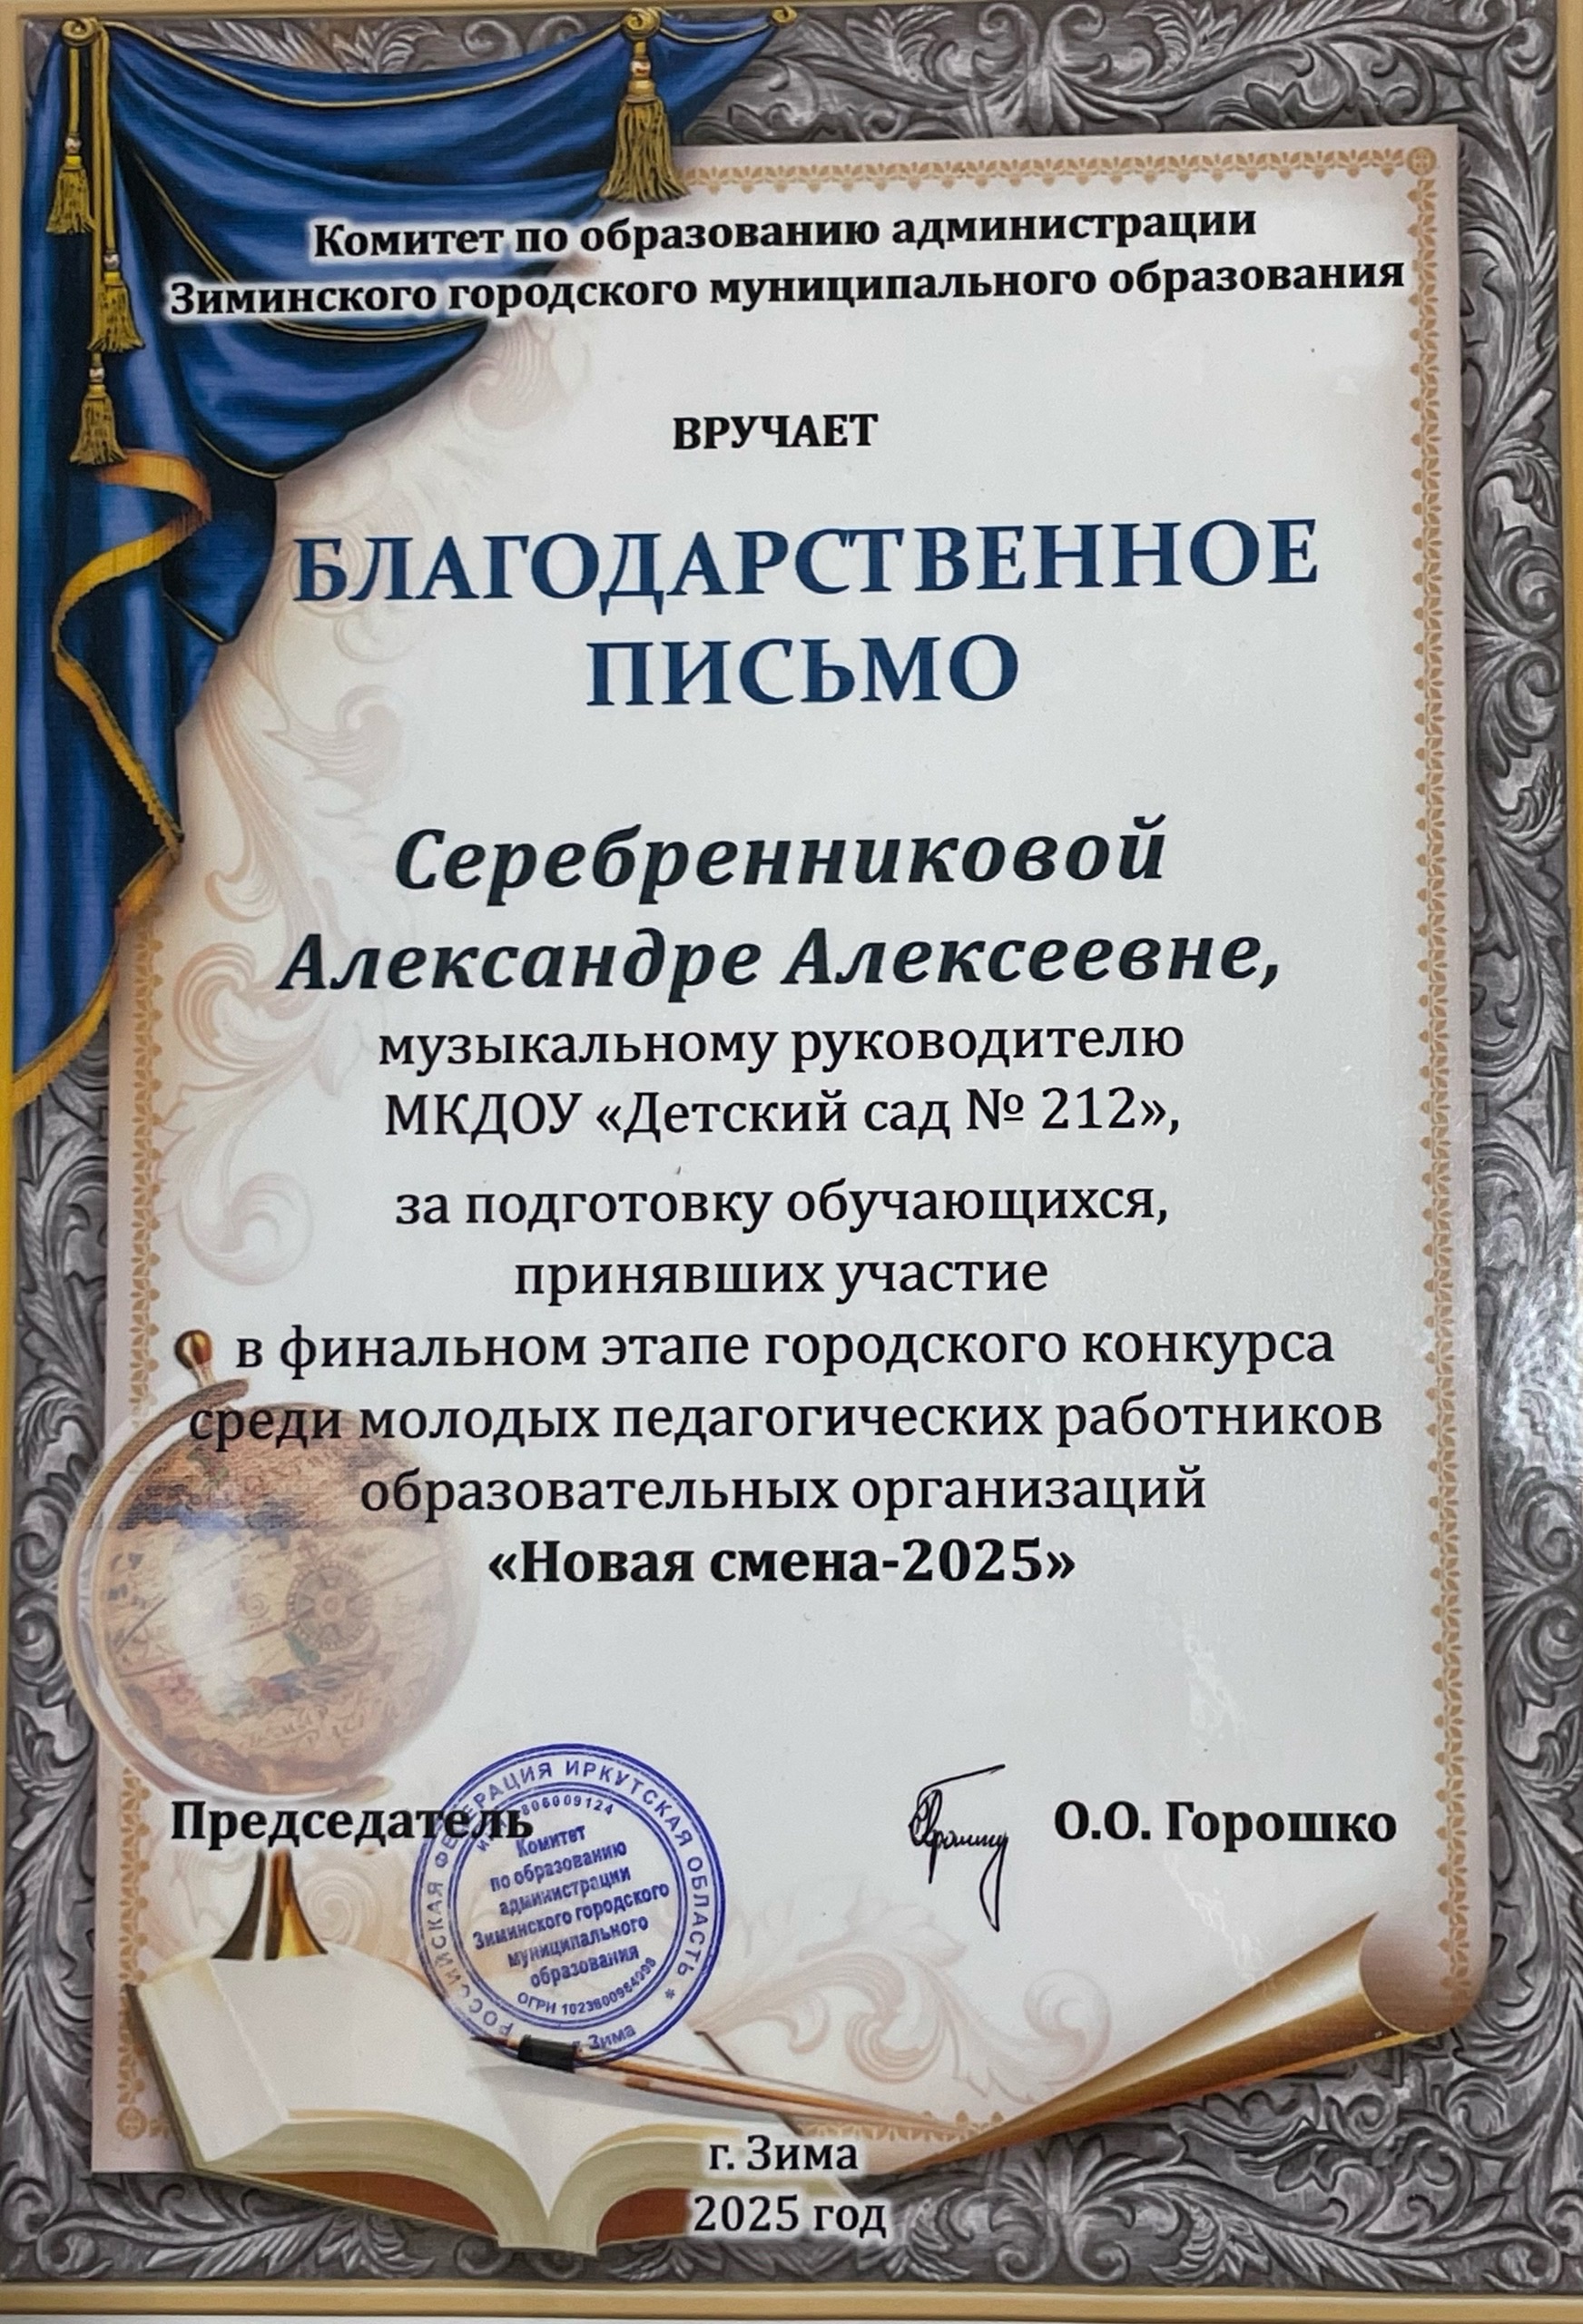 Комитет по образованию администрации
Зиминского городского муниципального образования
ВРУЧАЕТ
БЛАГОДАРСТВЕННОЕ
ПИСЬМО
Серебренниковой
Александре Алексеевне,
музыкальному руководителю
МКДОУ «Детский сад № 212»,
за подготовку обучающихся,
принявших участие
в финальном этапе городского конкурса
среди молодых педагогических работников
образовательных организаций
«Новая смена-2025»
Председатель
О.О. Горошко
РОССИЙСКАЯ ФЕДЕРАЦИЯ ИРКУТСКАЯ ОБЛАСТЬ *
Комитет
по образованию
администрации
Зиминского городского
муниципального
образования
ОГРН
г. Зима
г. Зима
2025 год